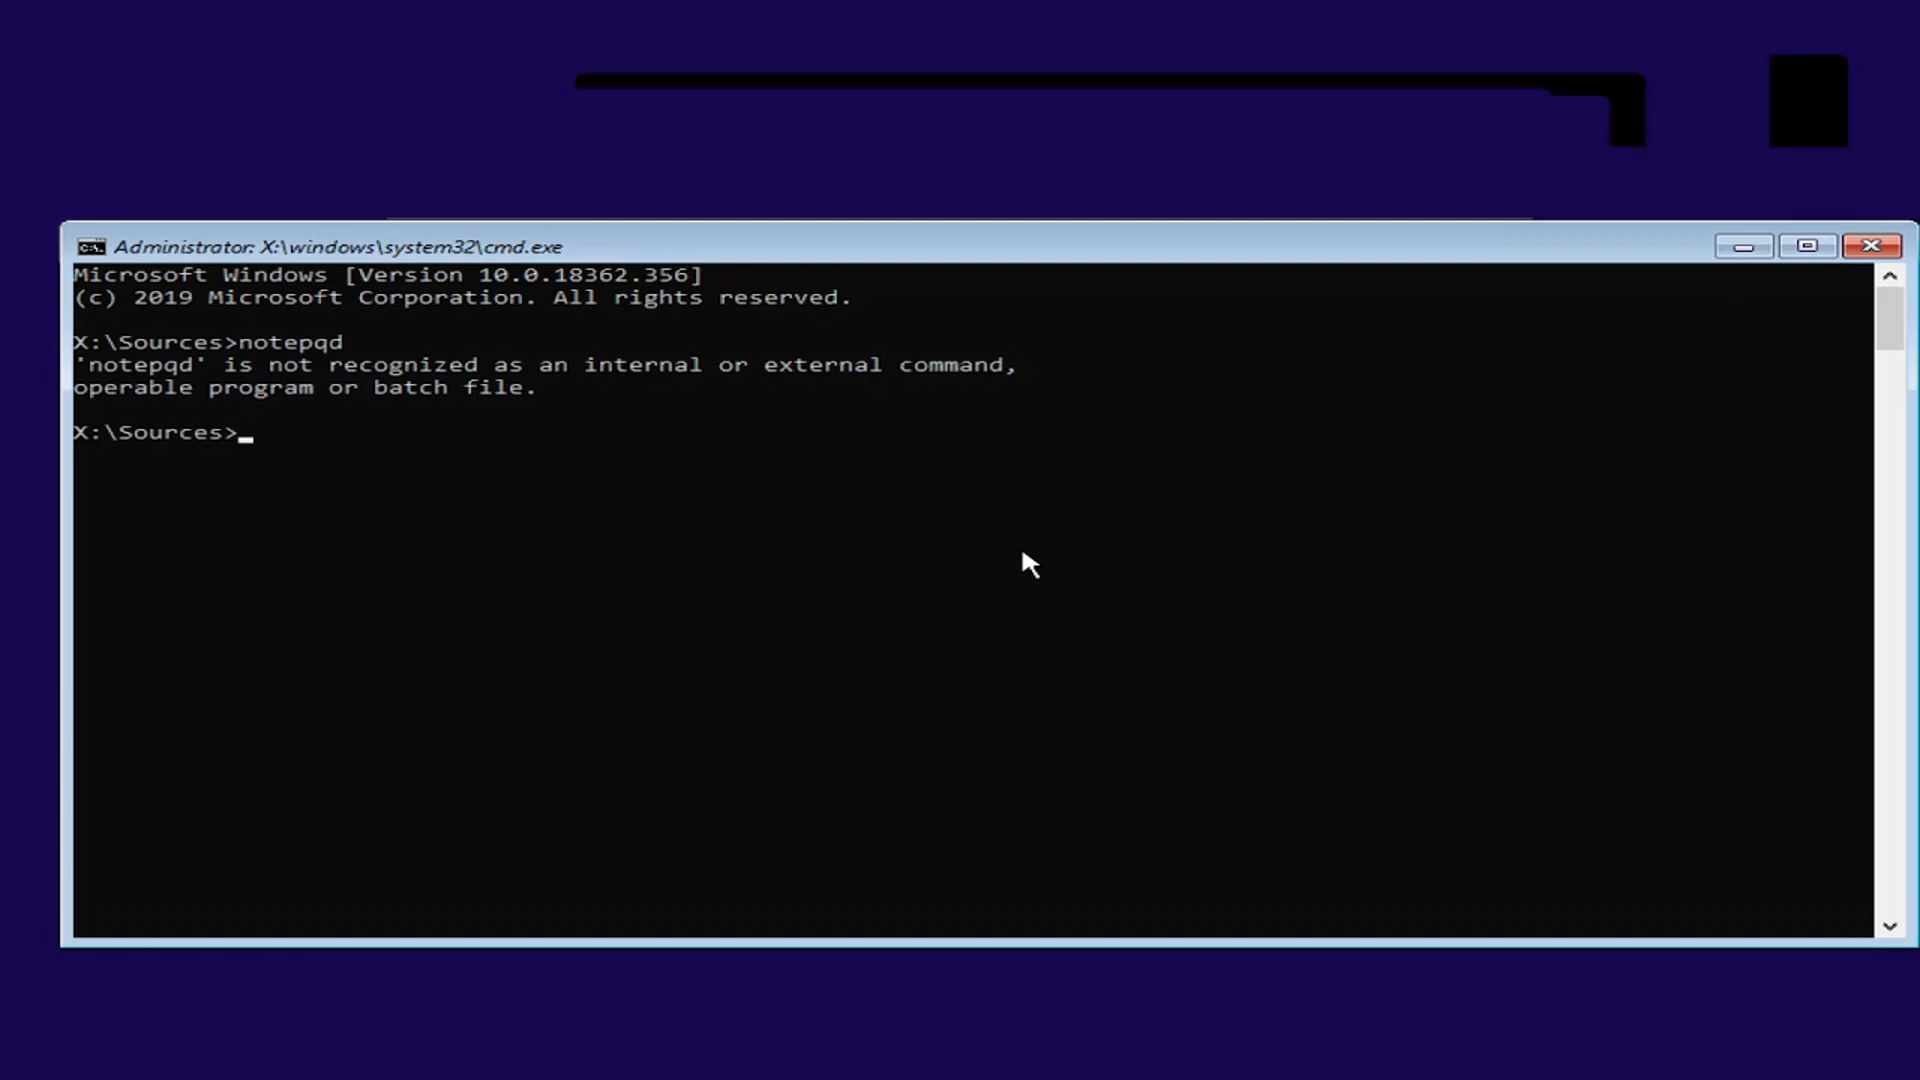 Administrator: X:\windows\system32\cmd.exe
Microsoft Windows [Version 10.0.18362.356]
(c) 2019 Microsoft Corporation. All rights reserved.
X:\Sources>notepqd
'notepqd' is not recognized as an internal or external command,
operable program or batch file.
X:\Sources>